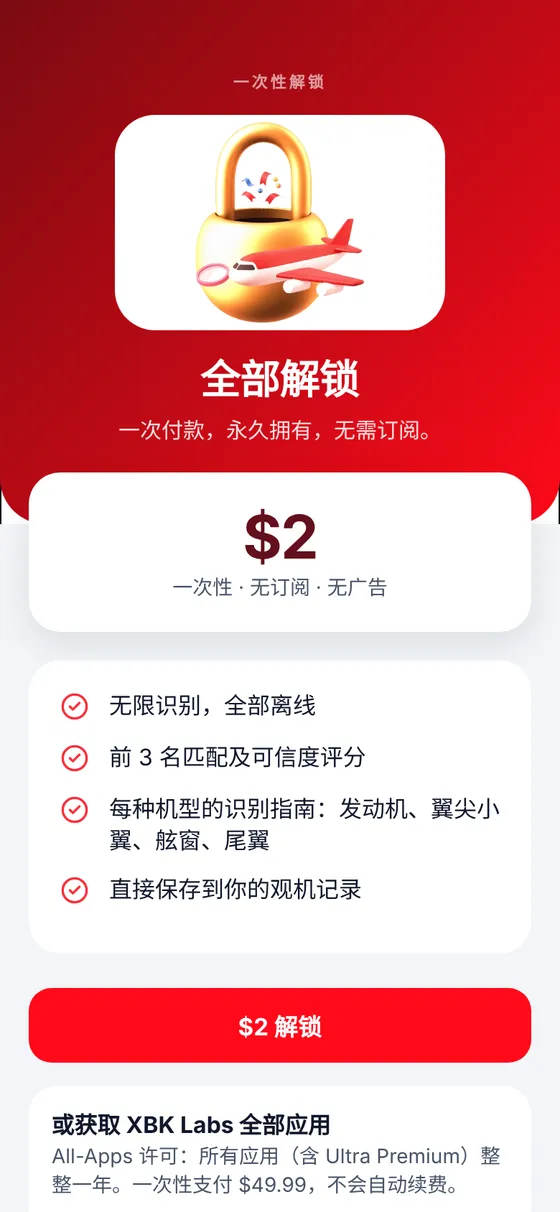 一次性解锁
全部解锁
一次付款，永久拥有，无需订阅。
$2
一次性 · 无订阅 · 无广告
无限识别，全部离线
前 3 名匹配及可信度评分
每种机型的识别指南：发动机、翼尖小
翼、舷窗、尾翼
直接保存到你的观机记录
$2 解锁
或获取 XBK Labs 全部应用
All-Apps 许可：所有应用（含 Ultra Premium）整
整一年。一次性支付 $49.99，不会自动续费。